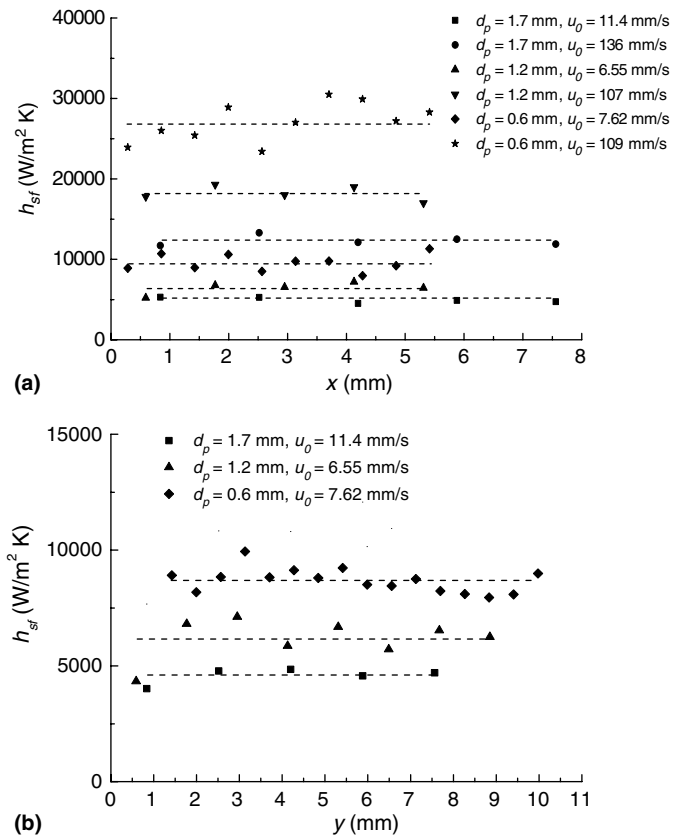 40000
30000
20000
10000
0
h_sf (W/m² K)
d_p = 1.7 mm, u_0 = 11.4 mm/s
d_p = 1.7 mm, u_0 = 136 mm/s
d_p = 1.2 mm, u_0 = 6.55 mm/s
d_p = 1.2 mm, u_0 = 107 mm/s
d_p = 0.6 mm, u_0 = 7.62 mm/s
d_p = 0.6 mm, u_0 = 109 mm/s
0 1 2 3 4 5 6 7 8
(a)
x (mm)
15000
10000
5000
0
h_sf (W/m² K)
d_p = 1.7 mm, u_0 = 11.4 mm/s
d_p = 1.2 mm, u_0 = 6.55 mm/s
d_p = 0.6 mm, u_0 = 7.62 mm/s
0 1 2 3 4 5 6 7 8 9 10 11
(b)
y (mm)